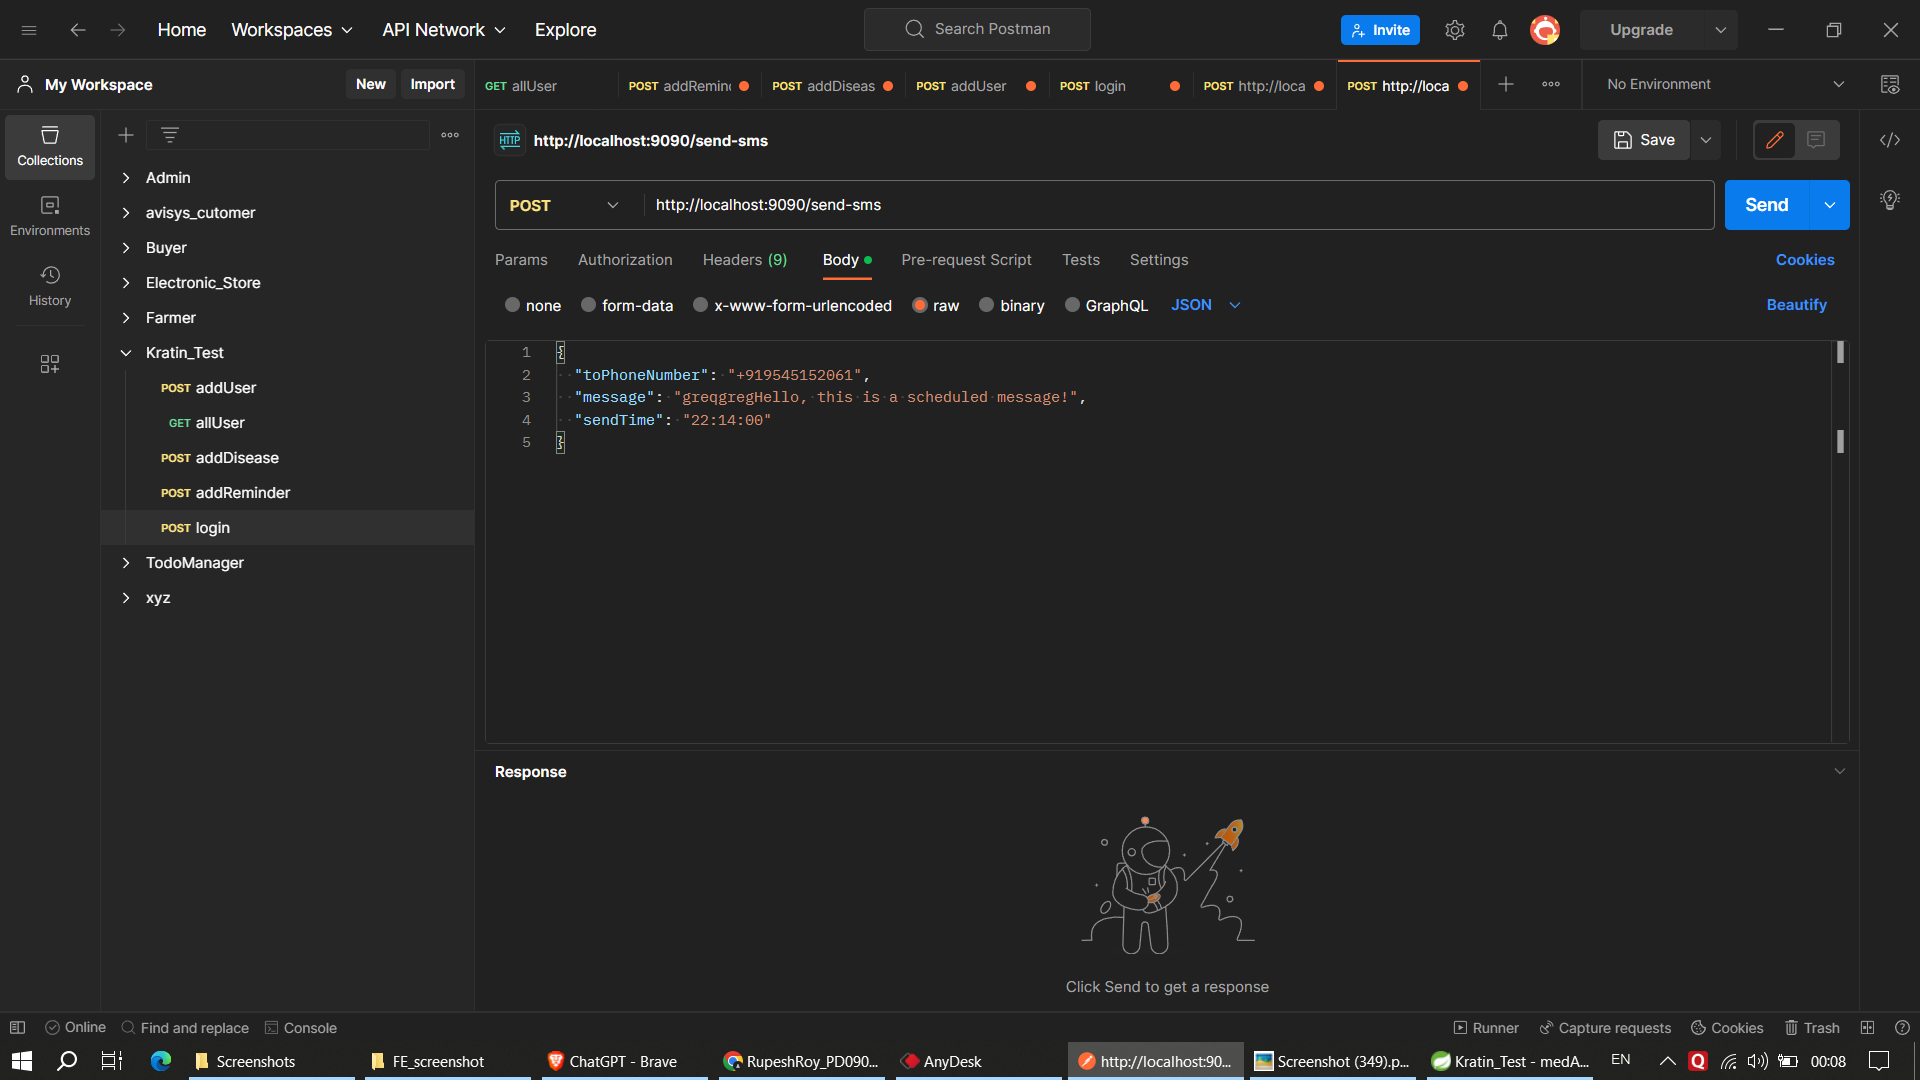 Home Workspaces API Network Explore Search Postman Invite Upgrade
My Workspace New Import GET allUser POST addRemin POST addDiseas POST addUser POST login POST http://loca POST http://loca No Environment
HTTP http://localhost:9090/send-sms Save
Collections
Environments
History
Admin
avisys_cutomer
Buyer
Electronic_Store
Farmer
Kratin_Test
POST addUser
GET allUser
POST addDisease
POST addReminder
POST login
TodoManager
xyz
POST http://localhost:9090/send-sms Send
Params Authorization Headers (9) Body Pre-request Script Tests Settings Cookies
none form-data x-www-form-urlencoded raw binary GraphQL JSON Beautify
1 {
2 "toPhoneNumber": "+919545152061",
3 "message": "greqgregHello, this is a scheduled message!",
4 "sendTime": "22:14:00"
5 }
Response
Click Send to get a response
Online Find and replace Console Runner Capture requests Cookies Trash
Screenshots FE_screenshot ChatGPT - Brave RupeshRoy_PD090... AnyDesk http://localhost:90... Screenshot (349).p... Kratin_Test - medA... EN 00:08